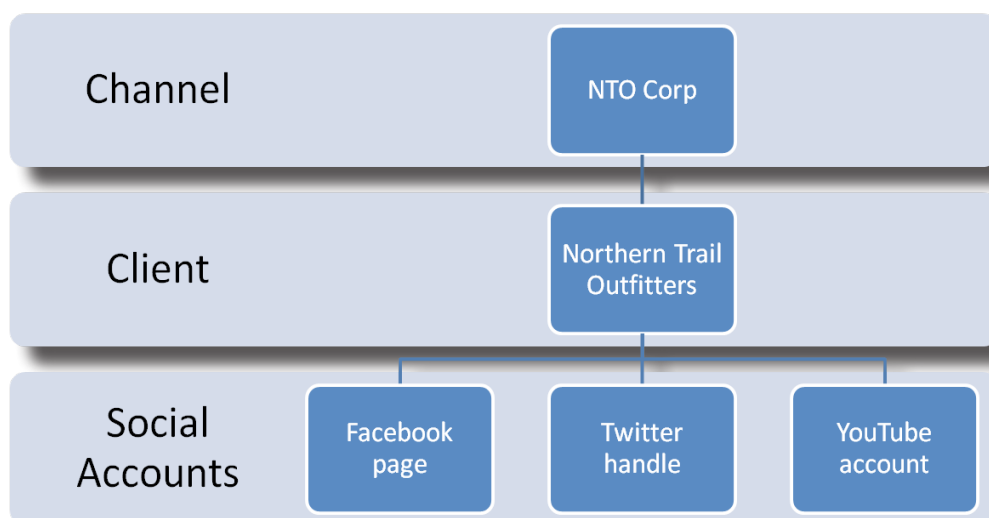 Channel
NTO Corp
Client
Northern Trail
Outfitters
Social
Accounts
Facebook
page
Twitter
handle
YouTube
account